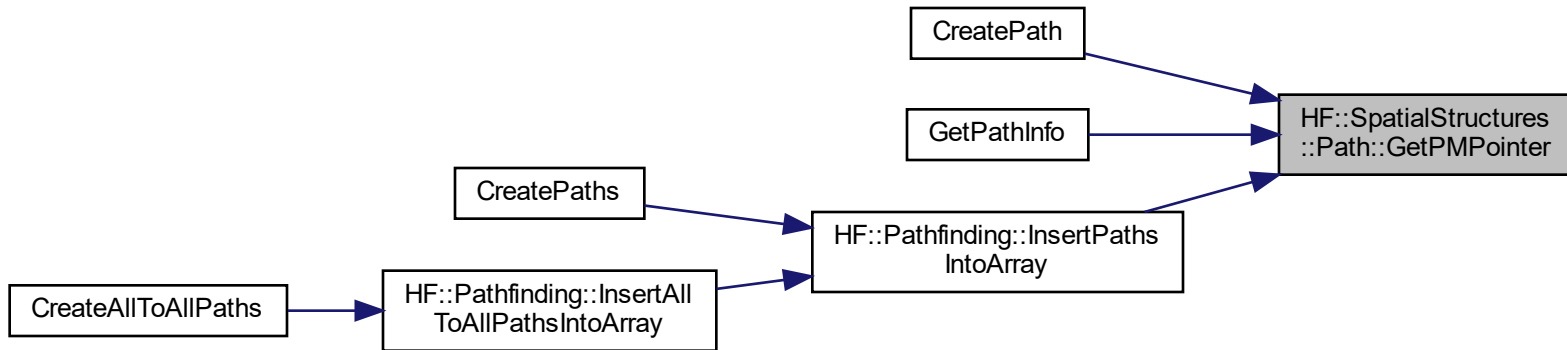 CreatePath
HF::SpatialStructures
::Path::GetPMPointer
GetPathInfo
CreatePaths
HF::Pathfinding::InsertPaths
IntoArray
HF::Pathfinding::InsertAll
ToAllPathsIntoArray
CreateAllToAllPaths